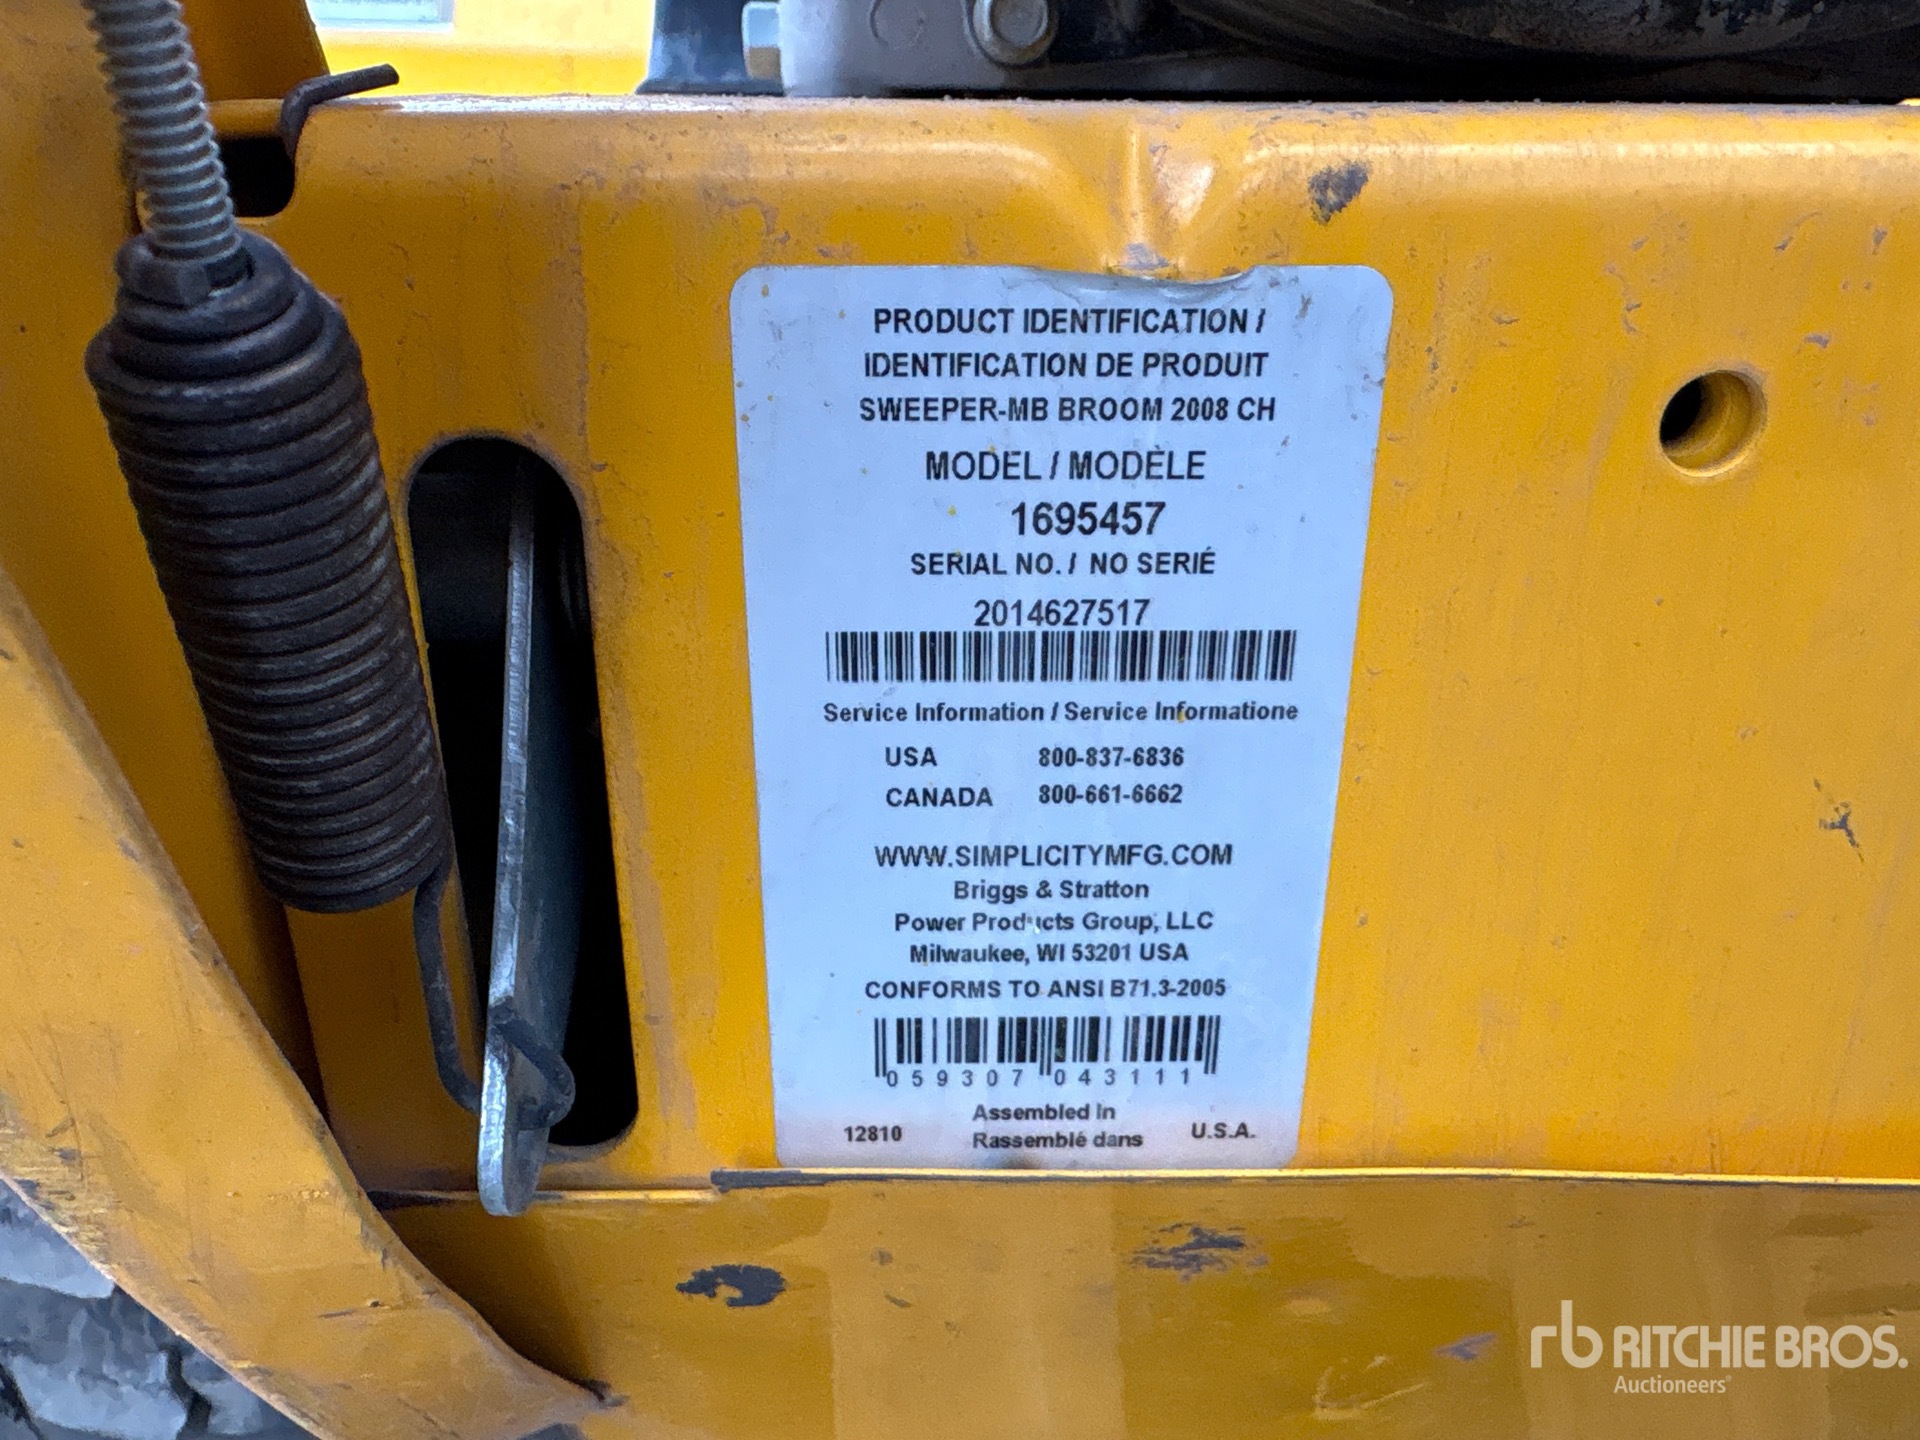 PRODUCT IDENTIFICATION /
IDENTIFICATION DE PRODUIT
SWEEPER-MB BROOM 2008 CH
MODEL / MODÈLE
1695457
SERIAL NO. / NO SERIÉ
2014627517
Service Information / Service Informatione
USA 800-837-6836
CANADA 800-661-6662
WWW.SIMPLICITYMFG.COM
Briggs & Stratton
Power Products Group, LLC
Milwaukee, WI 53201 USA
CONFORMS TO ANSI B71.3-2005
0 59307 04311 1
Assembled In
12810 Rassemblé dans U.S.A.
rb RITCHIE BROS.
Auctioneers